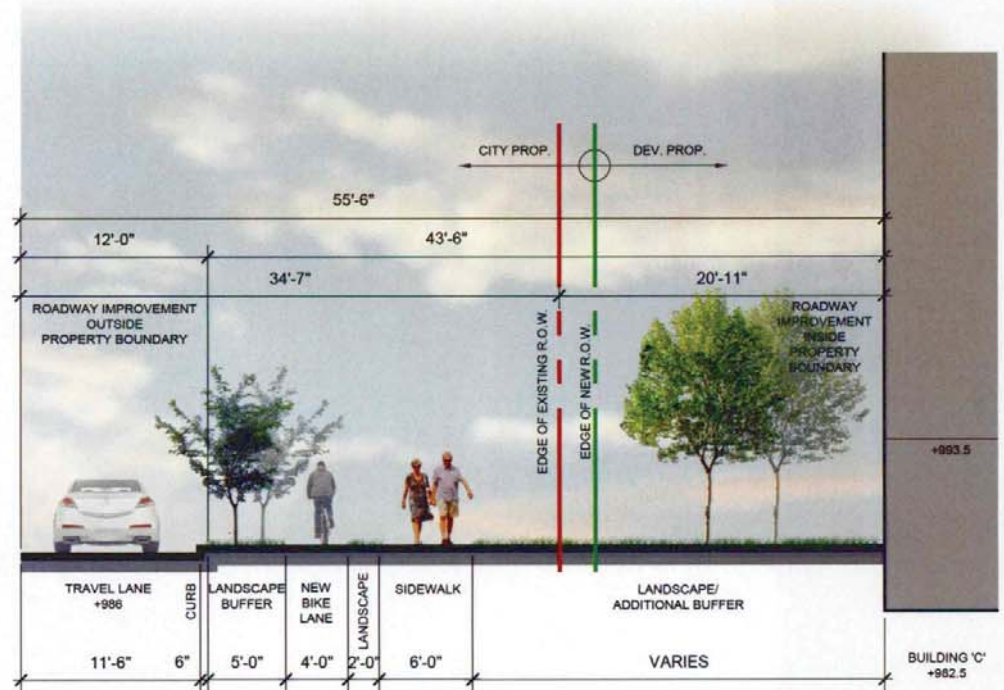 CITY PROP.
DEV. PROP.
55'-6"
12'-0"
43'-6"
34'-7"
20'-11"
ROADWAY IMPROVEMENT
OUTSIDE
PROPERTY BOUNDARY
EDGE OF EXISTING R.O.W.
EDGE OF NEW R.O.W.
ROADWAY
IMPROVEMENT
INSIDE
PROPERTY
BOUNDARY
+993.5
TRAVEL LANE
+986
CURB
LANDSCAPE
BUFFER
NEW
BIKE
LANE
LANDSCAPE
SIDEWALK
LANDSCAPE/
ADDITIONAL BUFFER
11'-6"
6"
5'-0"
4'-0"
2'-0"
6'-0"
VARIES
BUILDING 'C'
+982.5